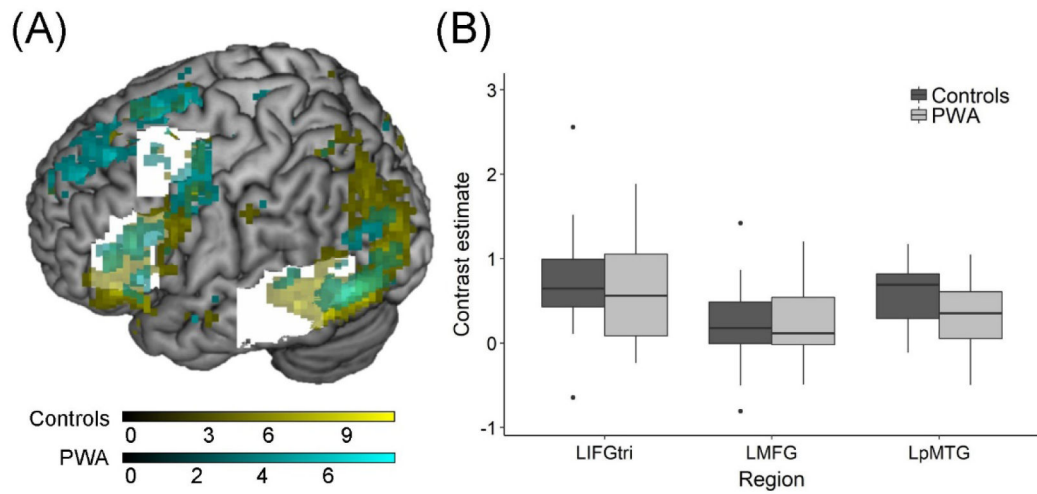 (A)
Controls
0 3 6 9
PWA
0 2 4 6
(B)
Contrast estimate
3
2
1
0
-1
Controls
PWA
LIFGtri LMFG LpMTG
Region